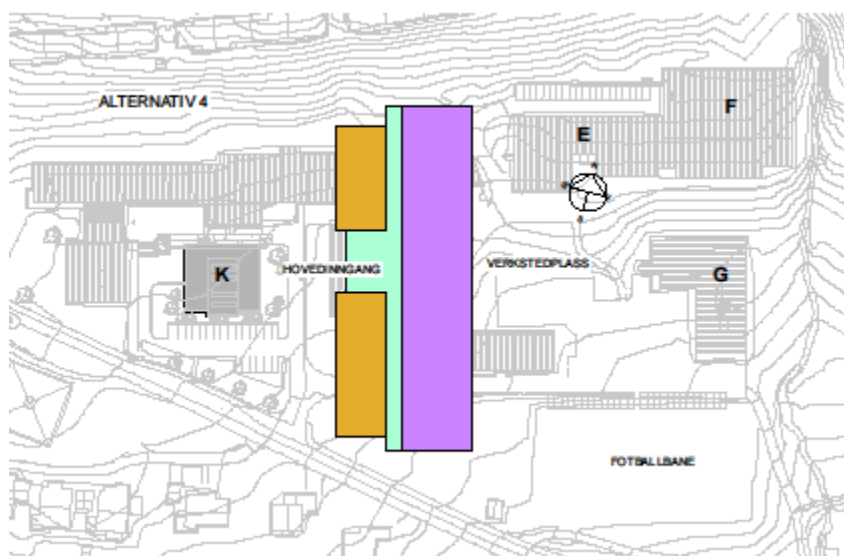 ALTERNATIV 4
F
E
K
HOVEDINNGANG
VERKSTEDPLASS
G
FOTBALLBANE